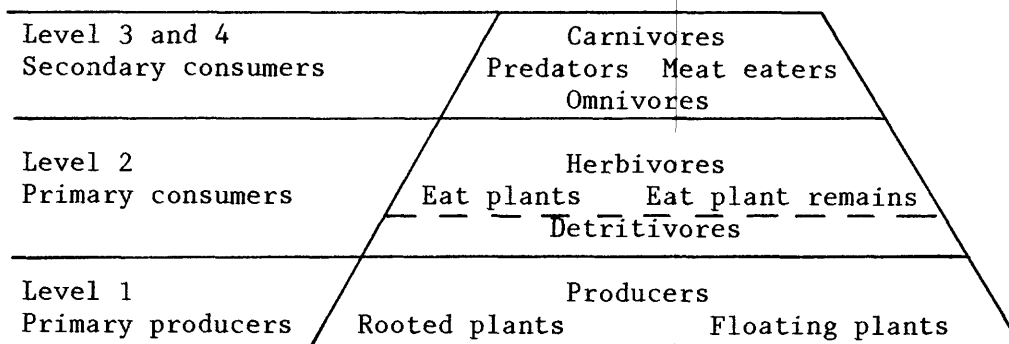 Level 3 and 4 Carnivores
Secondary consumers Predators Meat eaters
Omnivores
Level 2 Herbivores
Primary consumers Eat plants Eat plant remains
Detritivores
Level 1 Producers
Primary producers Rooted plants Floating plants